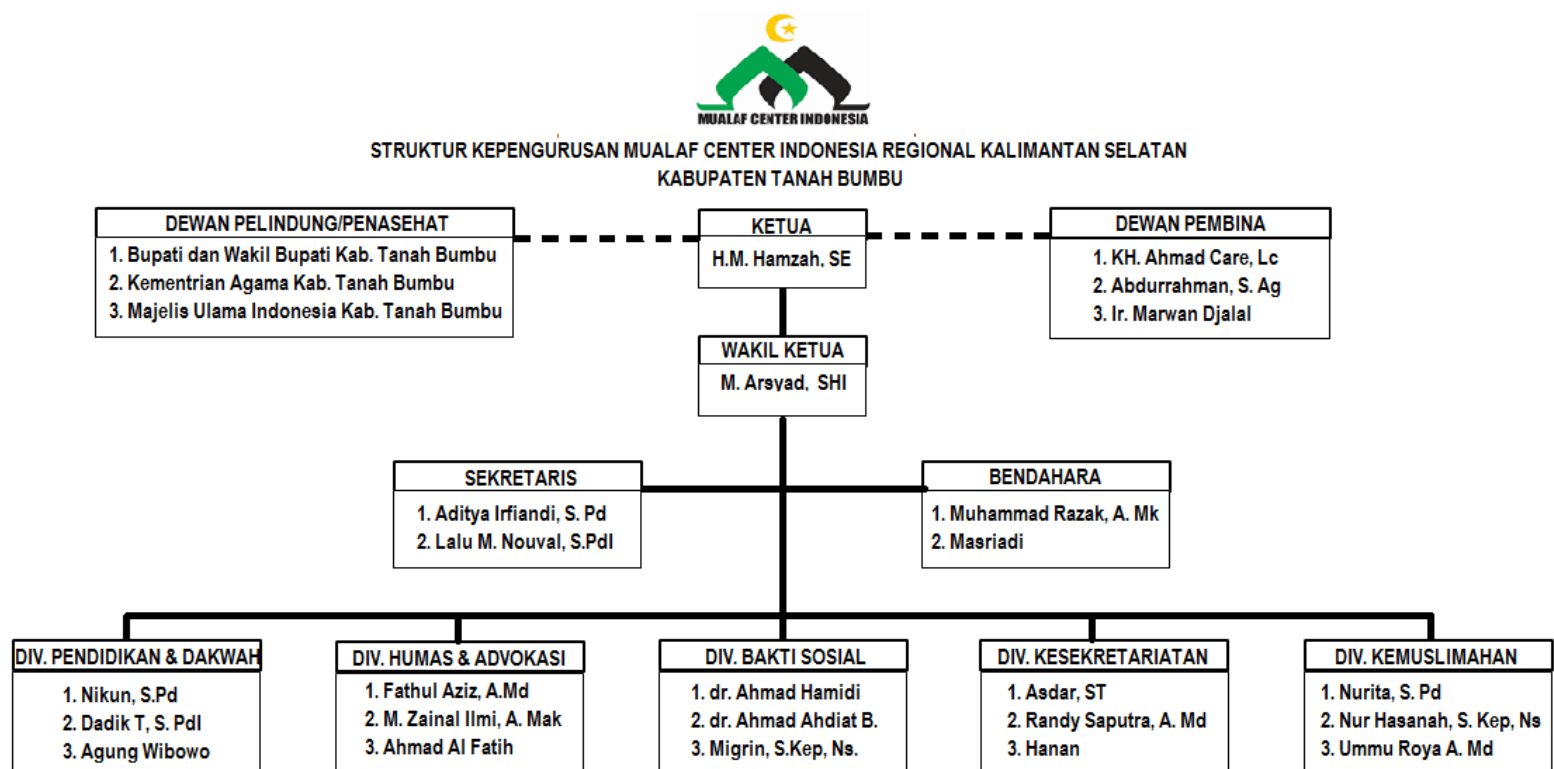 MUALAF CENTER INDONESIA
STRUKTUR KEPENGURUSAN MUALAF CENTER INDONESIA REGIONAL KALIMANTAN SELATAN
KABUPATEN TANAH BUMBU
DEWAN PELINDUNG/PENASEHAT
1. Bupati dan Wakil Bupati Kab. Tanah Bumbu
2. Kementrian Agama Kab. Tanah Bumbu
3. Majelis Ulama Indonesia Kab. Tanah Bumbu
KETUA
H.M. Hamzah, SE
DEWAN PEMBINA
1. KH. Ahmad Care, Lc
2. Abdurrahman, S. Ag
3. Ir. Marwan Djalal
WAKIL KETUA
M. Arsyad, SHI
SEKRETARIS
1. Aditya Irfiandi, S. Pd
2. Lalu M. Nouval, S.PdI
BENDAHARA
1. Muhammad Razak, A. Mk
2. Masriadi
DIV. PENDIDIKAN & DAKWAH
1. Nikun, S.Pd
2. Dadik T, S. PdI
3. Agung Wibowo
DIV. HUMAS & ADVOKASI
1. Fathul Aziz, A.Md
2. M. Zainal Ilmi, A. Mak
3. Ahmad Al Fatih
DIV. BAKTI SOSIAL
1. dr. Ahmad Hamidi
2. dr. Ahmad Ahdiat B.
3. Migrin, S.Kep, Ns.
DIV. KESEKRETARIATAN
1. Asdar, ST
2. Randy Saputra, A. Md
3. Hanan
DIV. KEMUSLIMAHAN
1. Nurita, S. Pd
2. Nur Hasanah, S. Kep, Ns
3. Ummu Roya A. Md